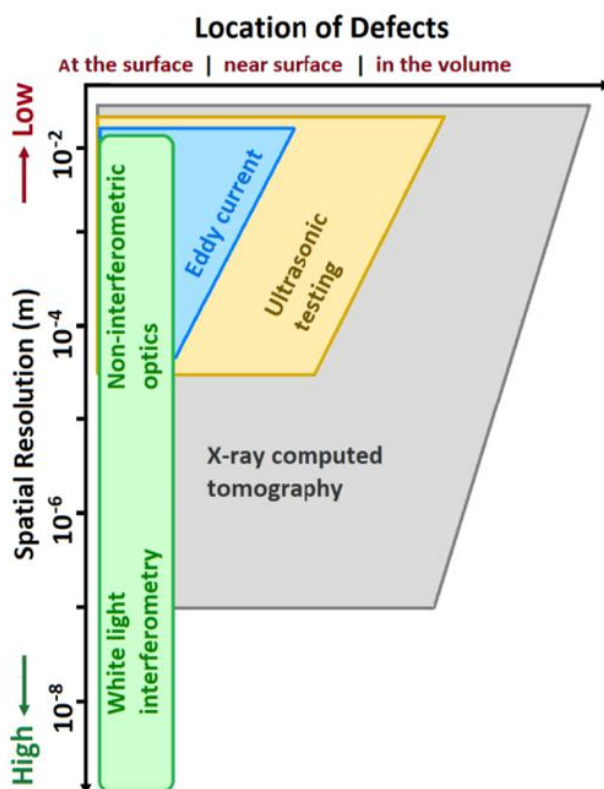 Location of Defects
At the surface | near surface | in the volume
Low
High
Spatial Resolution (m)
10⁻²
10⁻⁴
10⁻⁶
10⁻⁸
Non-interferometric
optics
White light
interferometry
Eddy current
Ultrasonic
testing
X-ray computed
tomography